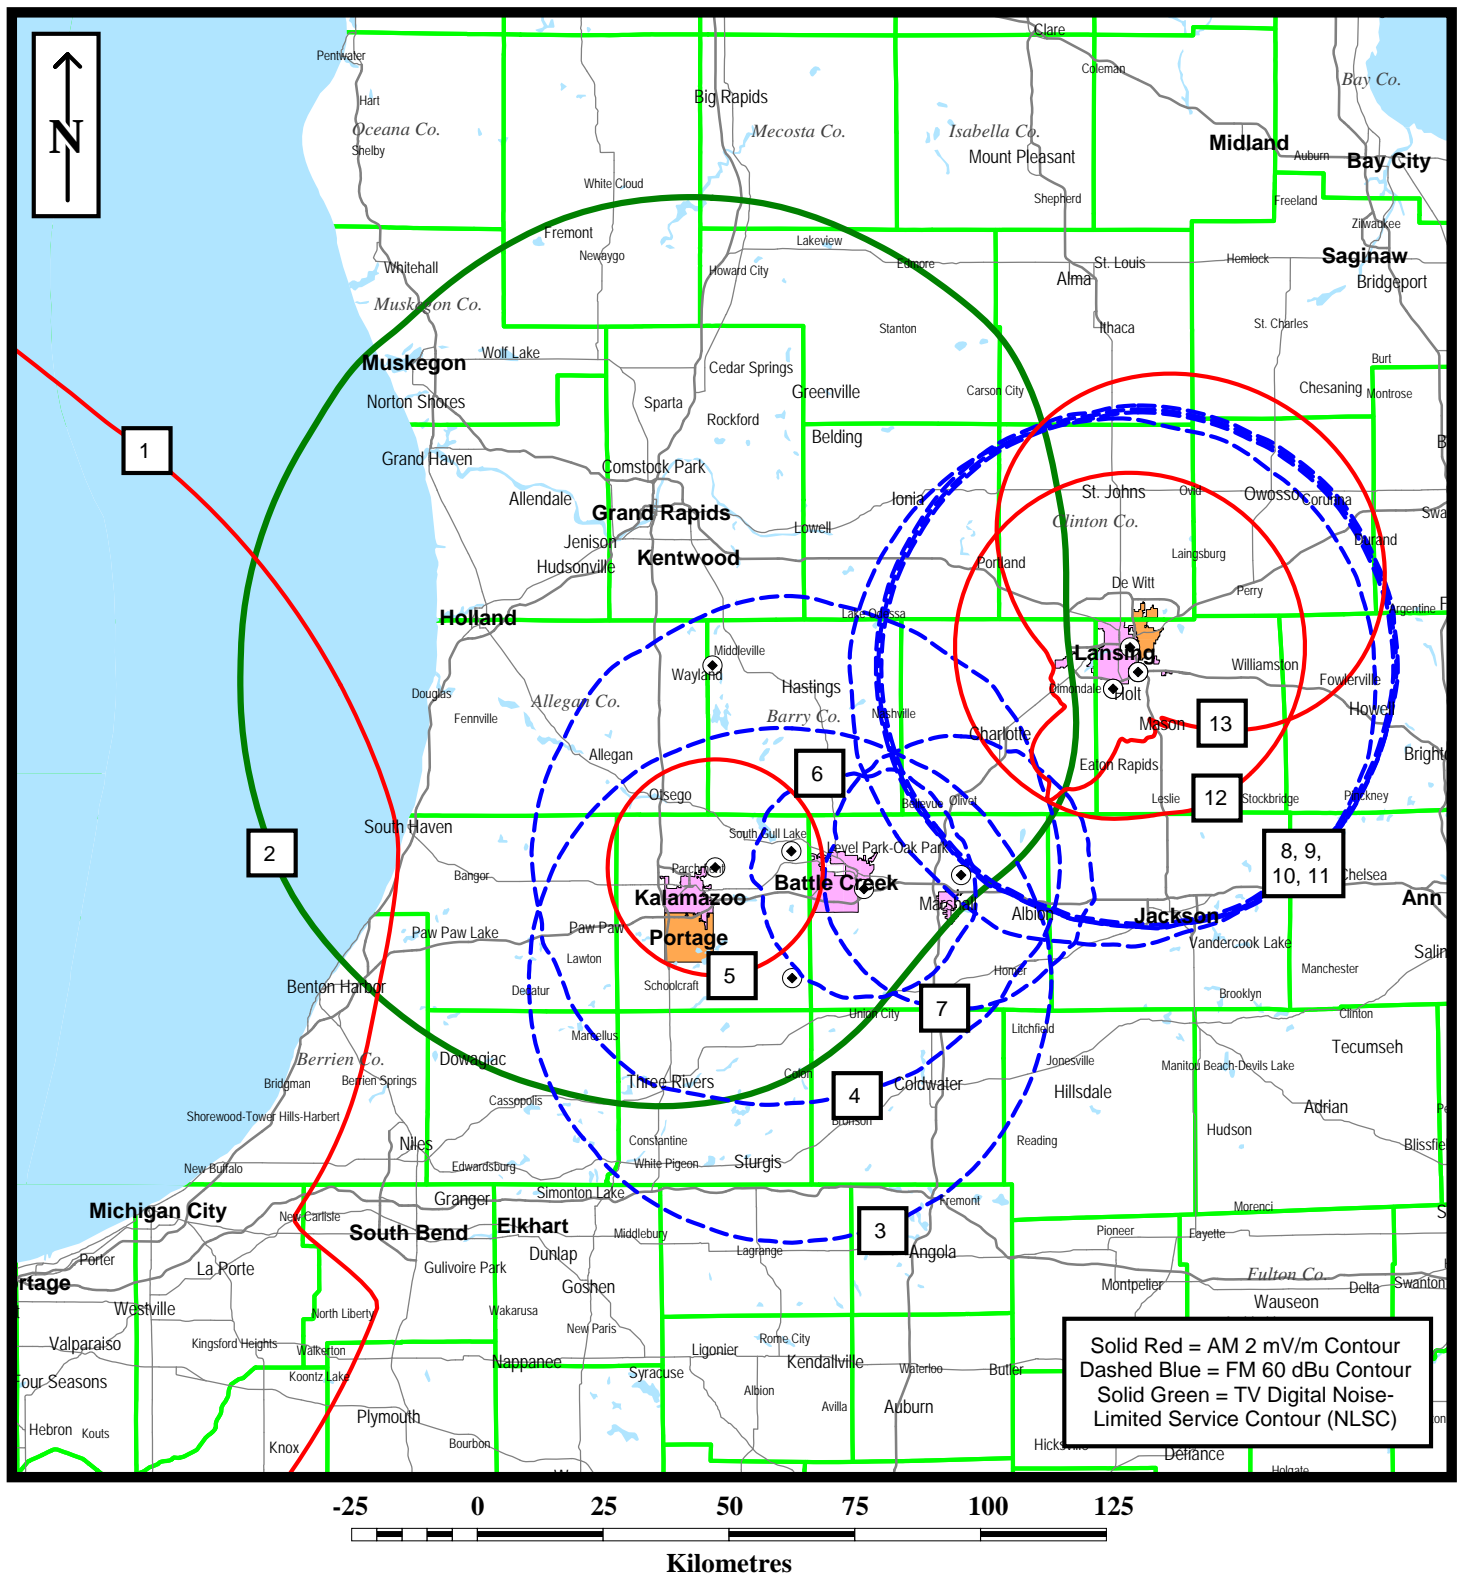 Clare
Pentwater
Coleman
Bay Co.
Hart
Big Rapids
Oceana Co.
Mecosta Co.
Isabella Co.
N
Shelby
Mount Pleasant
Midland
Auburn
Bay City
White Cloud
Shepherd
Freeland
Zilwaukee
Fremont
Lakeview
Newaygo
Edmore
St. Louis
Hemlock
Saginaw
Whitehall
Howard City
Alma
Bridgeport
Muskegon Co.
Stanton
Ithaca
St. Charles
Wolf Lake
Burt
Muskegon
Cedar Springs
Greenville
Carson City
Chesaning
Montrose
Norton Shores
Sparta
Rockford
Belding
1
Grand Haven
Comstock Park
Allendale
Ionia
St. Johns
Ovid
Owosso
Corunna
Grand Rapids
Lowell
Clinton Co.
Swa
Jenison
Kentwood
Durand
Hudsonville
Portland
Laingsburg
De Witt
Perry
Holland
Lake Odessa
Argentine
Middleville
Lansing
Wayland
Williamston
Hastings
Dimondale
Holt
Fowlerville
Douglas
Allegan Co.
Fennville
Barry Co.
Nashville
Howell
Charlotte
Mason
13
Allegan
Eaton Rapids
Brighto
6
Otsego
Bellevue
Olivet
Leslie
12
Stockbridge
Pinckney
South Haven
South Gull Lake
Level Park-Oak Park
8, 9,
10, 11
2
Bangor
Parchment
Battle Creek
Chelsea
Kalamazoo
Marshall
Albion
Jackson
Ann
Paw Paw Lake
Paw Paw
Portage
Vandercook Lake
Salin
Lawton
Homer
Manchester
Benton Harbor
Decatur
Schoolcraft
5
Brooklyn
7
Union City
Clinton
Marcellus
Litchfield
Tecumseh
Berrien Co.
Dowagiac
Jonesville
Manitou Beach-Devils Lake
Bridgman
Berrien Springs
Three Rivers
Colon
4
Coldwater
Hillsdale
Cassopolis
Adrian
Shorewood-Tower Hills-Harbert
Bronson
Hudson
Niles
Constantine
Reading
Blissfiel
New Buffalo
Edwardsburg
White Pigeon
Sturgis
Granger
Simonton Lake
Fremont
Morenci
Michigan City
New Carlisle
South Bend
Elkhart
Middlebury
3
Pioneer
Fayette
S
Porter
La Porte
Dunlap
Lagrange
Angola
rtage
Gulivoire Park
Goshen
Montpelier
Fulton Co.
Delta
Swanton
Westville
North Liberty
Wakarusa
Wauseon
New Paris
Valparaiso
Kingsford Heights
Walkerton
Rome City
Ligonier
Nappanee
Kendallville
Waterloo
Butler
Koontz Lake
Syracuse
Four Seasons
Albion
Avilla
Auburn
Hebron
Kouts
Plymouth
Knox
Bourbon
Hicksville
Defiance
Holgate
Solid Red = AM 2 mV/m Contour
Dashed Blue = FM 60 dBu Contour
Solid Green = TV Digital Noise-
Limited Service Contour (NLSC)
-25 0 25 50 75 100 125
Kilometres